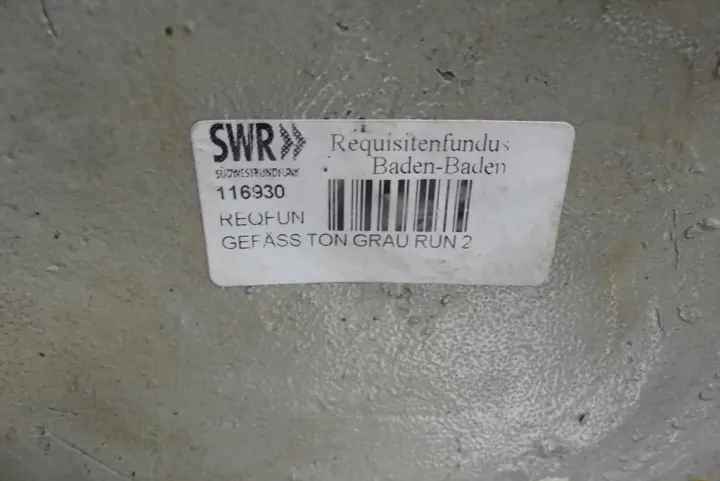 SWR Requisitenfundus
SÜDWESTRUNDFUNK Baden-Baden
116930
REQFUN
GEFÄSS TON GRAU RUN 2